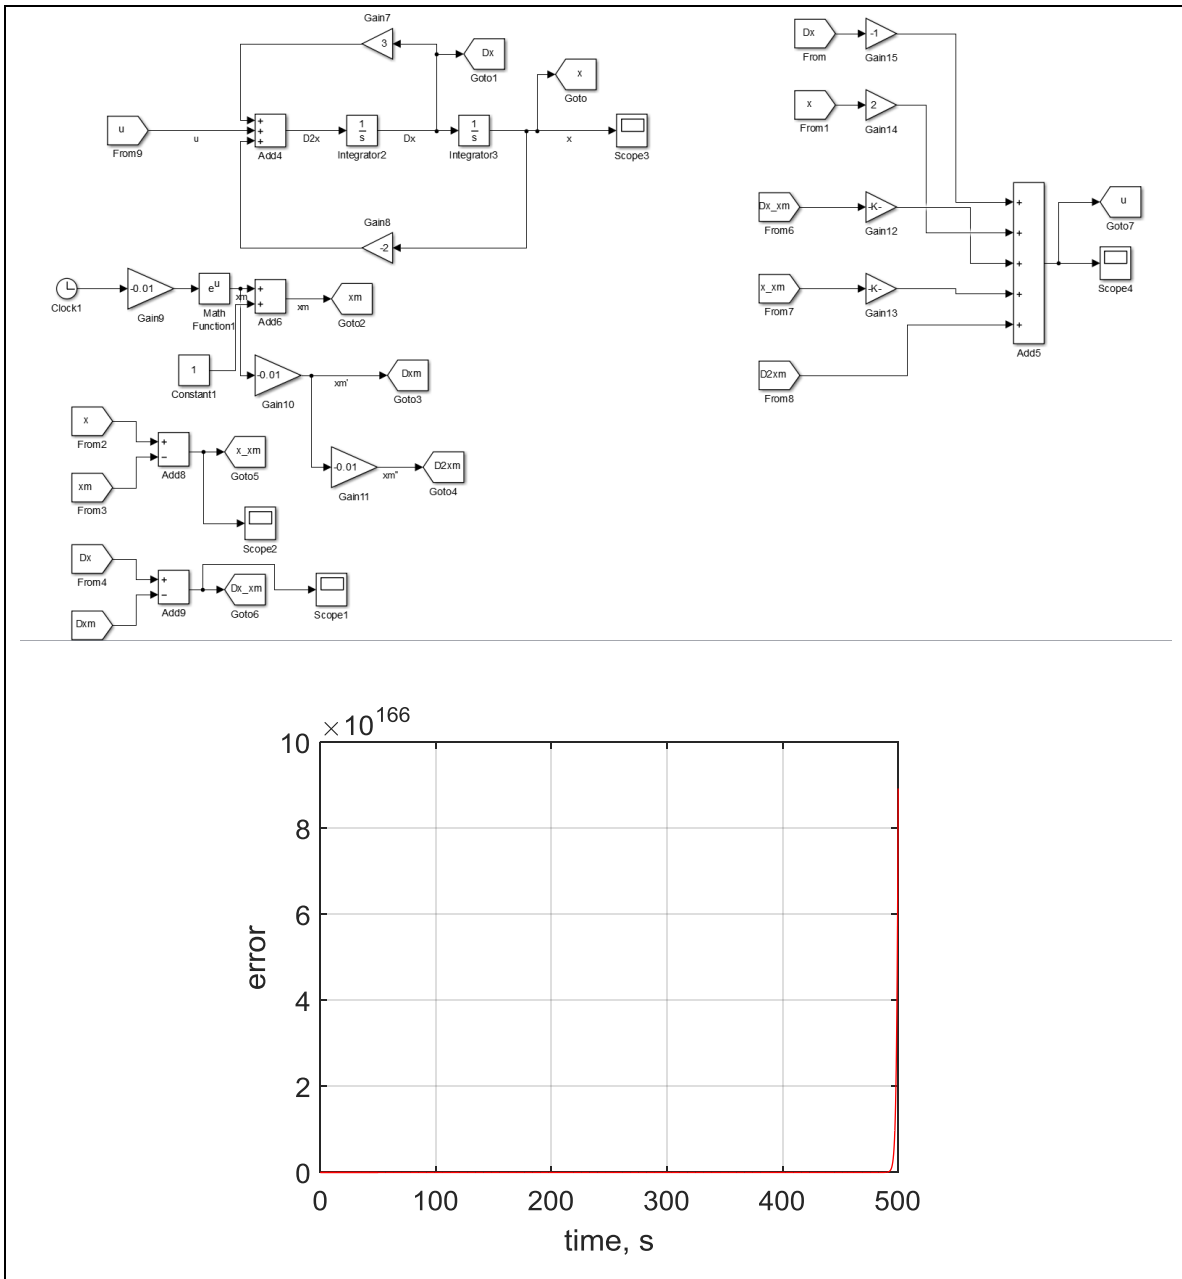 Gain7
3
Dx
Goto1
x
Goto
u
From9
u
Add4
D2x
1
s
Integrator2
Dx
1
s
Integrator3
x
Scope3
Gain8
-2
Clock1
-0.01
Gain9
eu
Math
Function1
xm
Add6
xm
xm
Goto2
1
Constant1
-0.01
Gain10
xm'
Dxm
Goto3
-0.01
Gain11
xm''
D2xm
Goto4
x
From2
xm
From3
Add8
x_xm
Goto5
Scope2
Dx
From4
Dxm
Add9
Dx_xm
Goto6
Scope1
Dx
From
-1
Gain15
x
From1
2
Gain14
Dx_xm
From6
-K-
Gain12
x_xm
From7
-K-
Gain13
D2xm
From8
Add5
u
Goto7
Scope4
×10^166
10
8
6
4
2
0
error
0 100 200 300 400 500
time, s